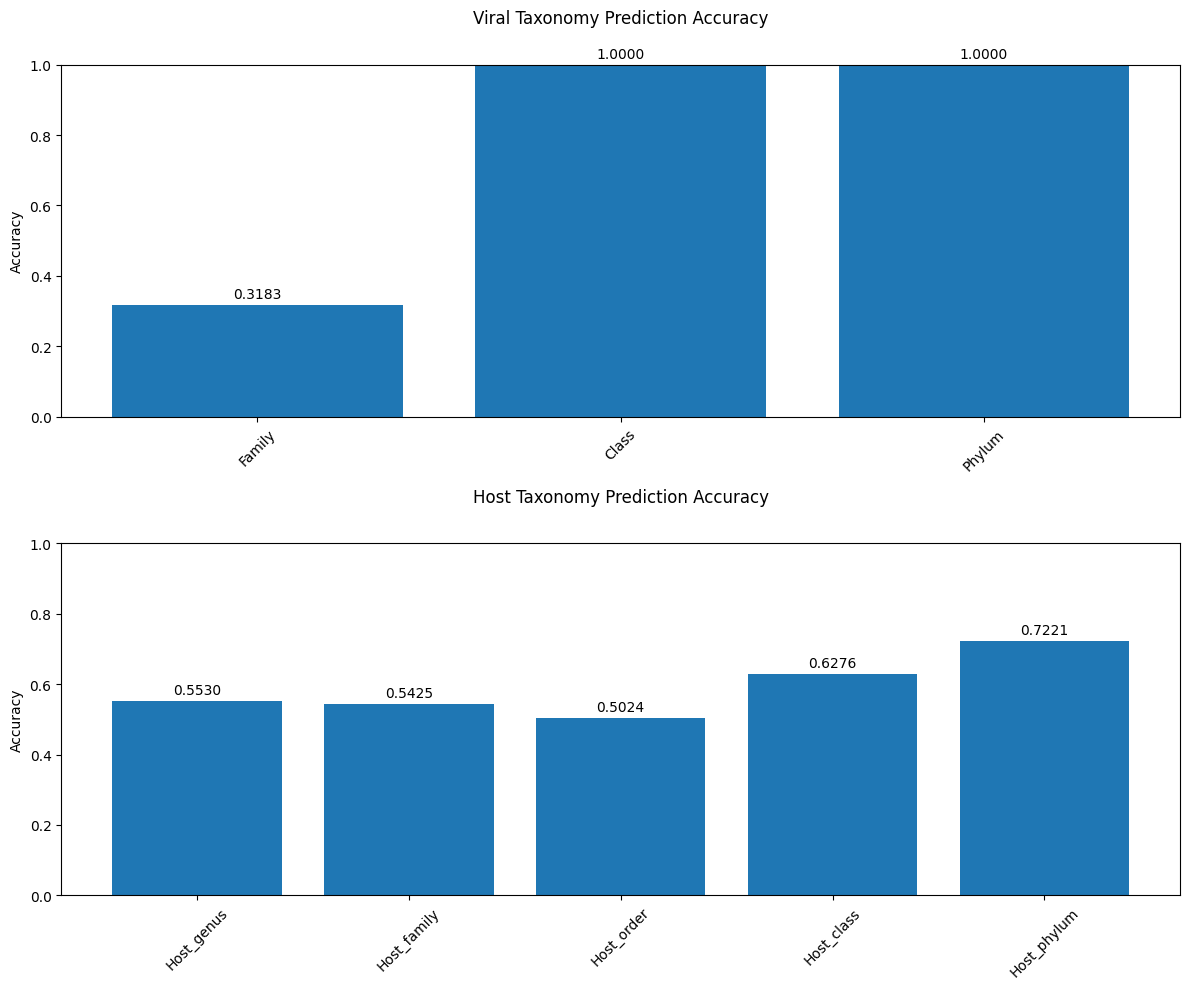 Viral Taxonomy Prediction Accuracy
1.0000
1.0000
1.0
0.8
0.6
0.4
0.2
0.0
Accuracy
0.3183
Family
Class
Phylum
Host Taxonomy Prediction Accuracy
1.0
0.8
0.6
0.4
0.2
0.0
Accuracy
0.5530
0.5425
0.5024
0.6276
0.7221
Host_genus
Host_family
Host_order
Host_class
Host_phylum